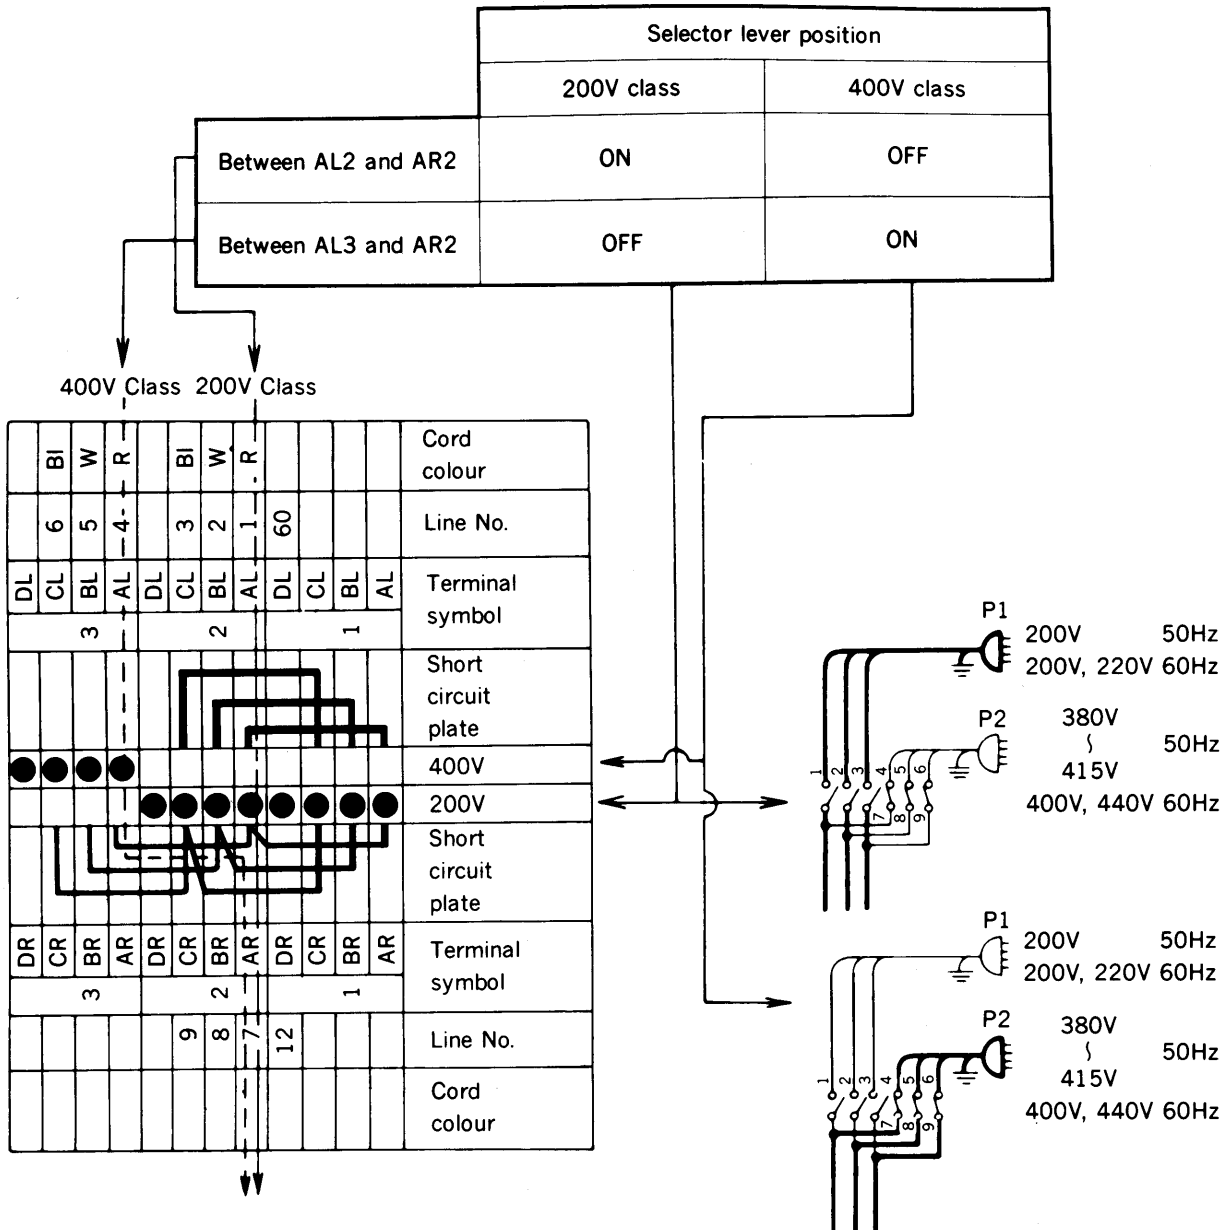 Selector lever position
200V class 400V class
Between AL2 and AR2 ON OFF
Between AL3 and AR2 OFF ON
400V Class 200V Class
BI W R BI W R Cord
colour
6 5 4 3 2 1 60 Line No.
DL CL BL AL DL CL BL AL DL CL BL AL Terminal
symbol
3 2 1
Short
circuit
plate
400V
200V
Short
circuit
plate
DR CR BR AR DR CR BR AR DR CR BR AR Terminal
symbol
3 2 1
9 8 7 12 Line No.
Cord
colour
P1
200V 50Hz
200V, 220V 60Hz
P2 380V
~ 50Hz
415V
400V, 440V 60Hz
1 2 3 4 5 6
7 8 9
P1
200V 50Hz
200V, 220V 60Hz
P2 380V
~ 50Hz
415V
400V, 440V 60Hz
1 2 3 4 5 6
7 8 9